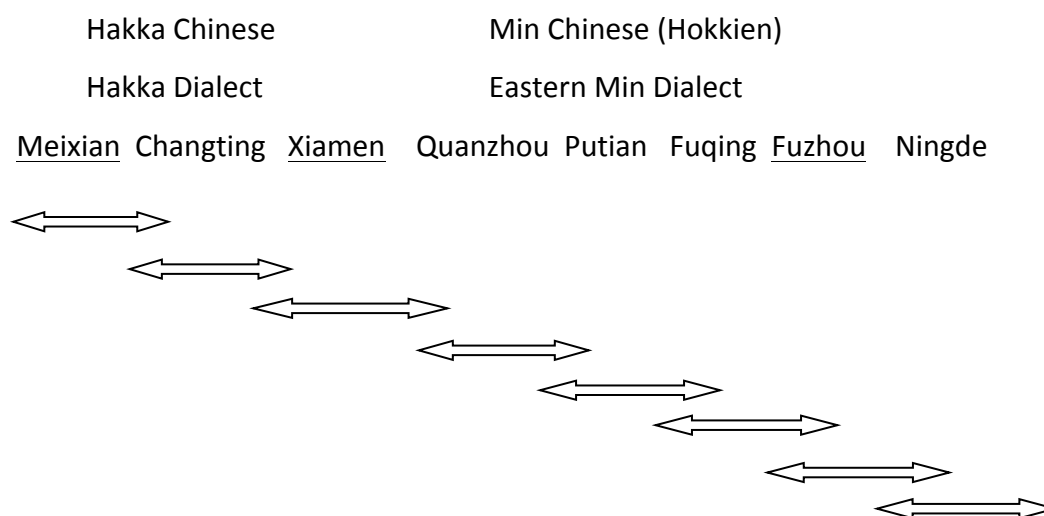 Hakka Chinese Min Chinese (Hokkien)
Hakka Dialect Eastern Min Dialect
Meixian Changting Xiamen Quanzhou Putian Fuqing Fuzhou Ningde